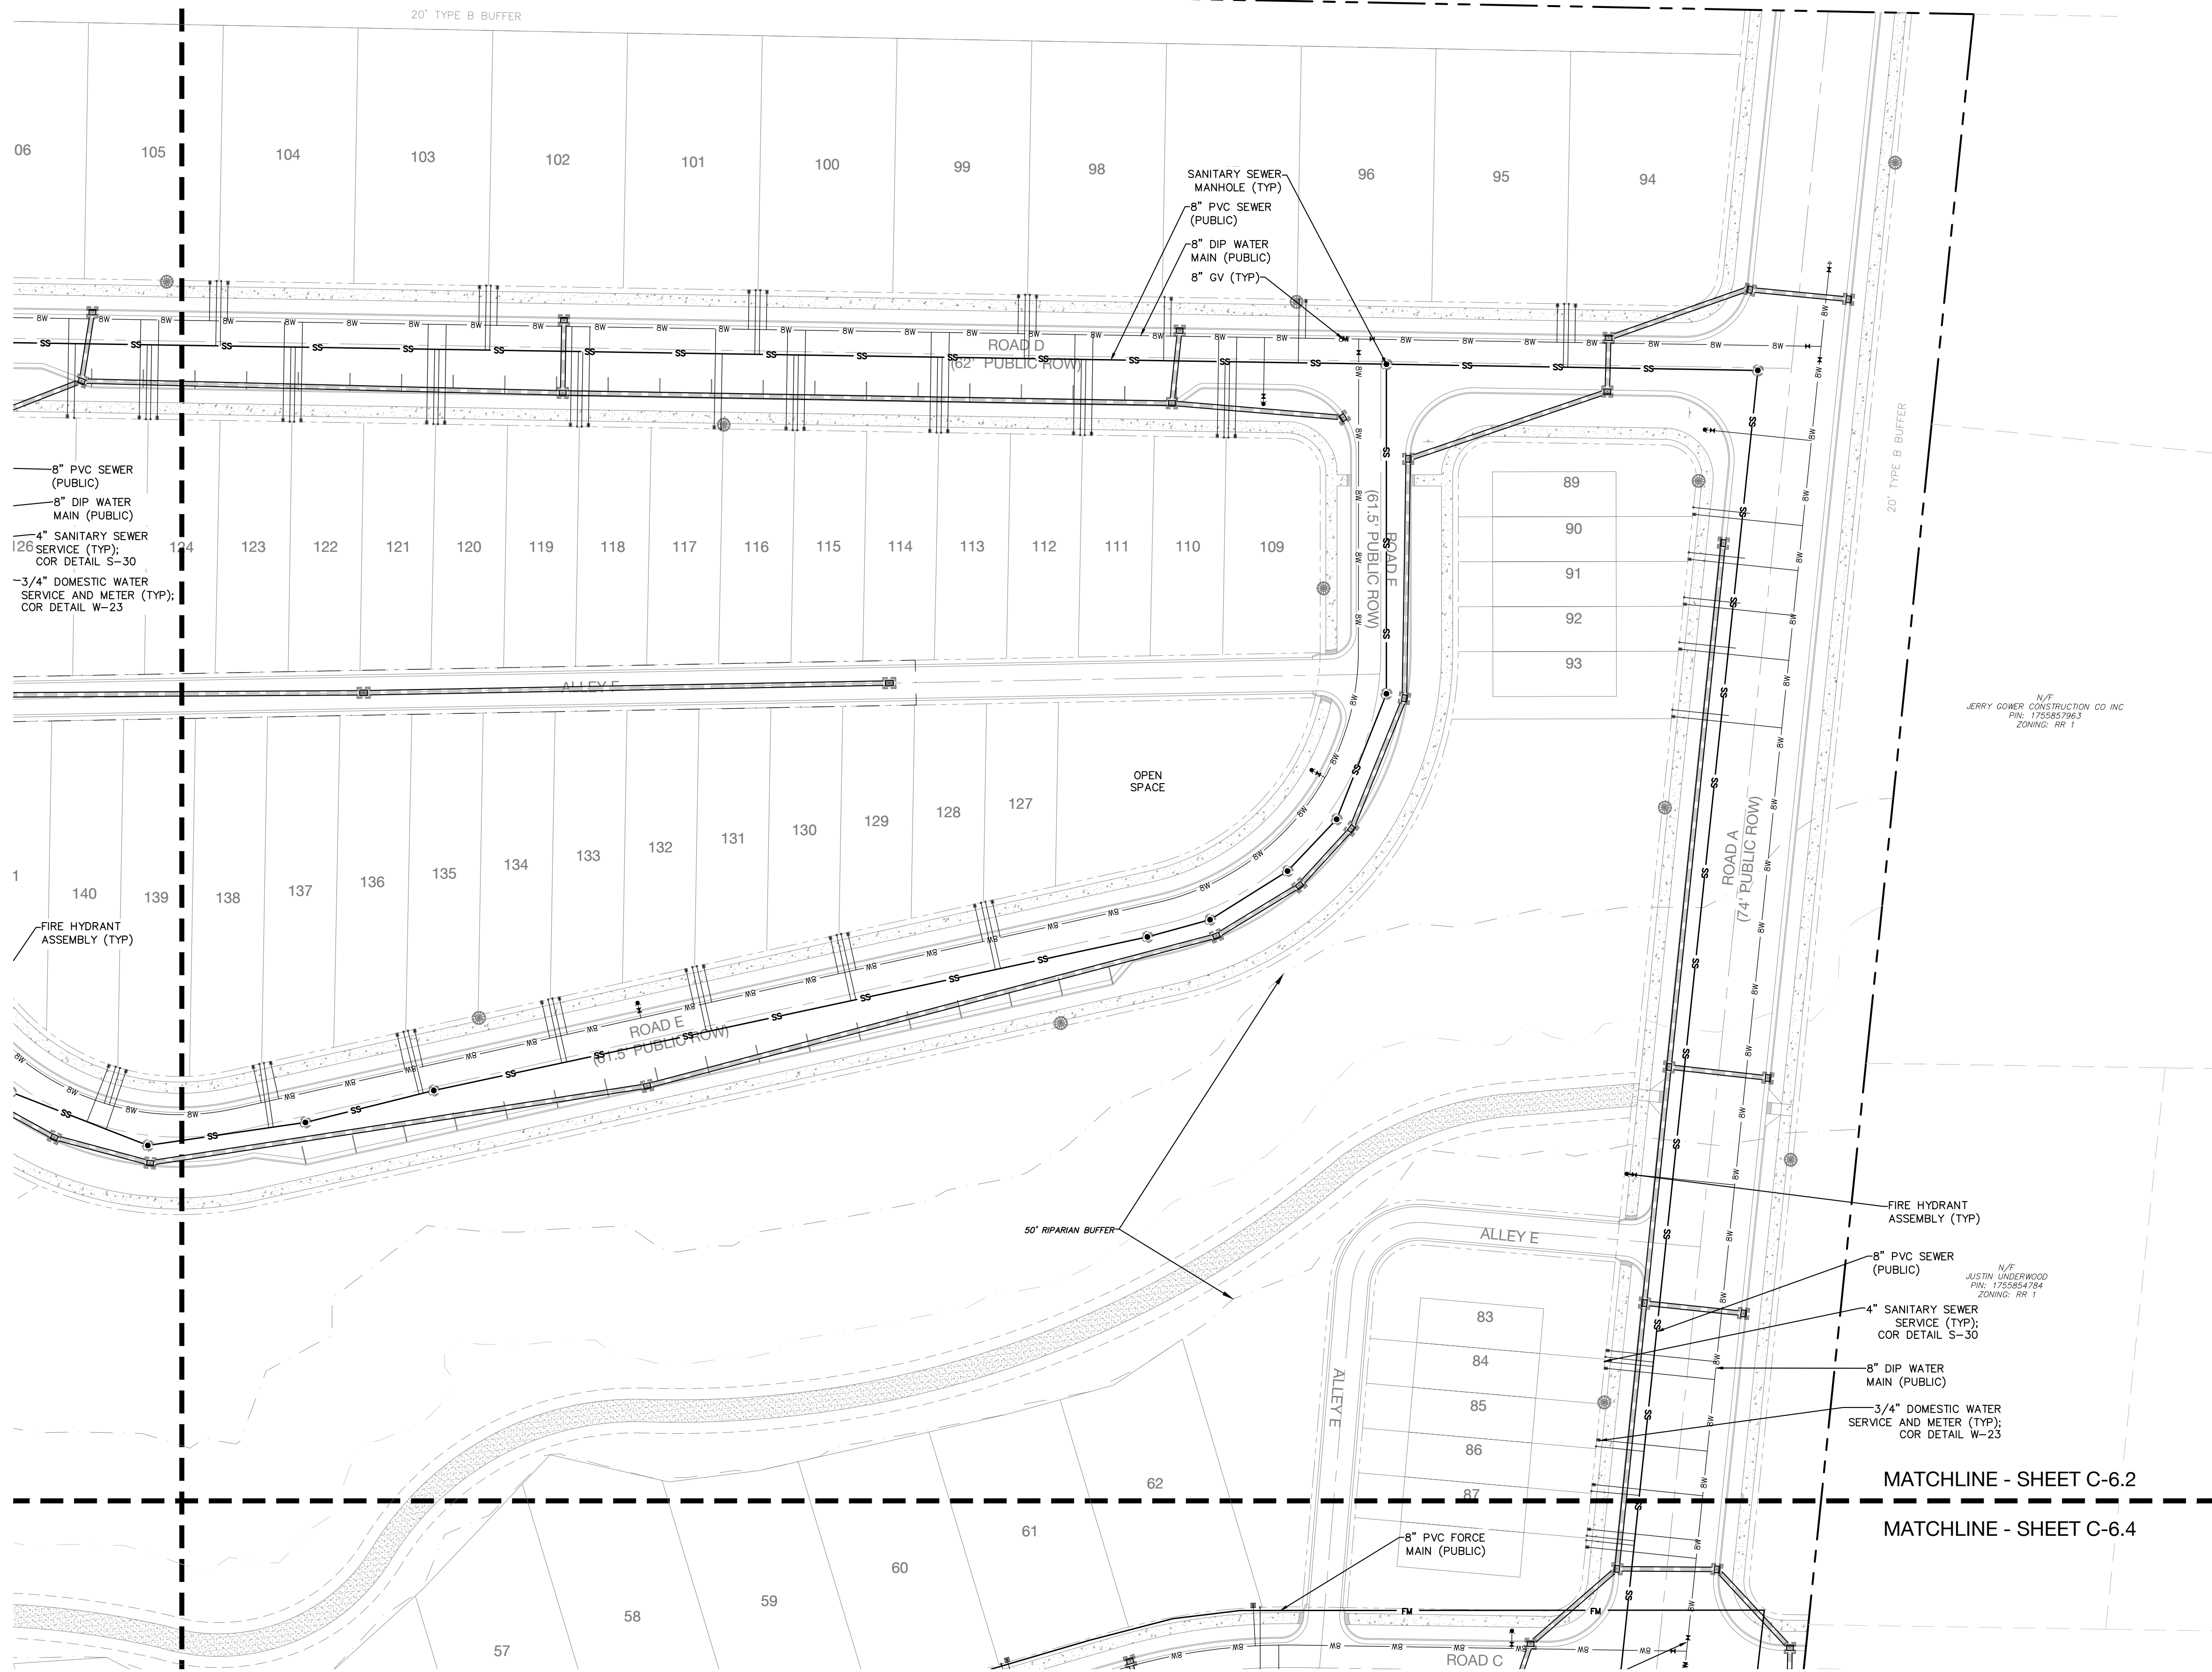 20' TYPE B BUFFER
06
105
104
103
102
101
100
99
98
96
95
94
SANITARY SEWER
MANHOLE (TYP)
8" PVC SEWER
(PUBLIC)
8" DIP WATER
MAIN (PUBLIC)
8" GV (TYP)
ROAD D
(62' PUBLIC ROW)
20' TYPE B BUFFER
8" PVC SEWER
(PUBLIC)
8" DIP WATER
MAIN (PUBLIC)
4" SANITARY SEWER
SERVICE (TYP);
COR DETAIL S-30
3/4" DOMESTIC WATER
SERVICE AND METER (TYP);
COR DETAIL W-23
126
124
123
122
121
120
119
118
117
116
115
114
113
112
111
110
109
ROAD E
(61.5' PUBLIC ROW)
89
90
91
92
93
ALLEY F
N/F
JERRY GOWER CONSTRUCTION CO INC
PIN: 1755857963
ZONING: RR 1
OPEN
SPACE
1
140
139
138
137
136
135
134
133
132
131
130
129
128
127
ROAD A
(74' PUBLIC ROW)
FIRE HYDRANT
ASSEMBLY (TYP)
ROAD E
(61.5' PUBLIC ROW)
50' RIPARIAN BUFFER
ALLEY E
FIRE HYDRANT
ASSEMBLY (TYP)
8" PVC SEWER
(PUBLIC)
N/F
JUSTIN UNDERWOOD
PIN: 1755854784
ZONING: RR 1
4" SANITARY SEWER
SERVICE (TYP);
COR DETAIL S-30
8" DIP WATER
MAIN (PUBLIC)
3/4" DOMESTIC WATER
SERVICE AND METER (TYP);
COR DETAIL W-23
83
84
85
86
87
ALLEY E
MATCHLINE - SHEET C-6.2
MATCHLINE - SHEET C-6.4
62
61
60
59
58
57
8" PVC FORCE
MAIN (PUBLIC)
FM
FM
8W
SS
ROAD C